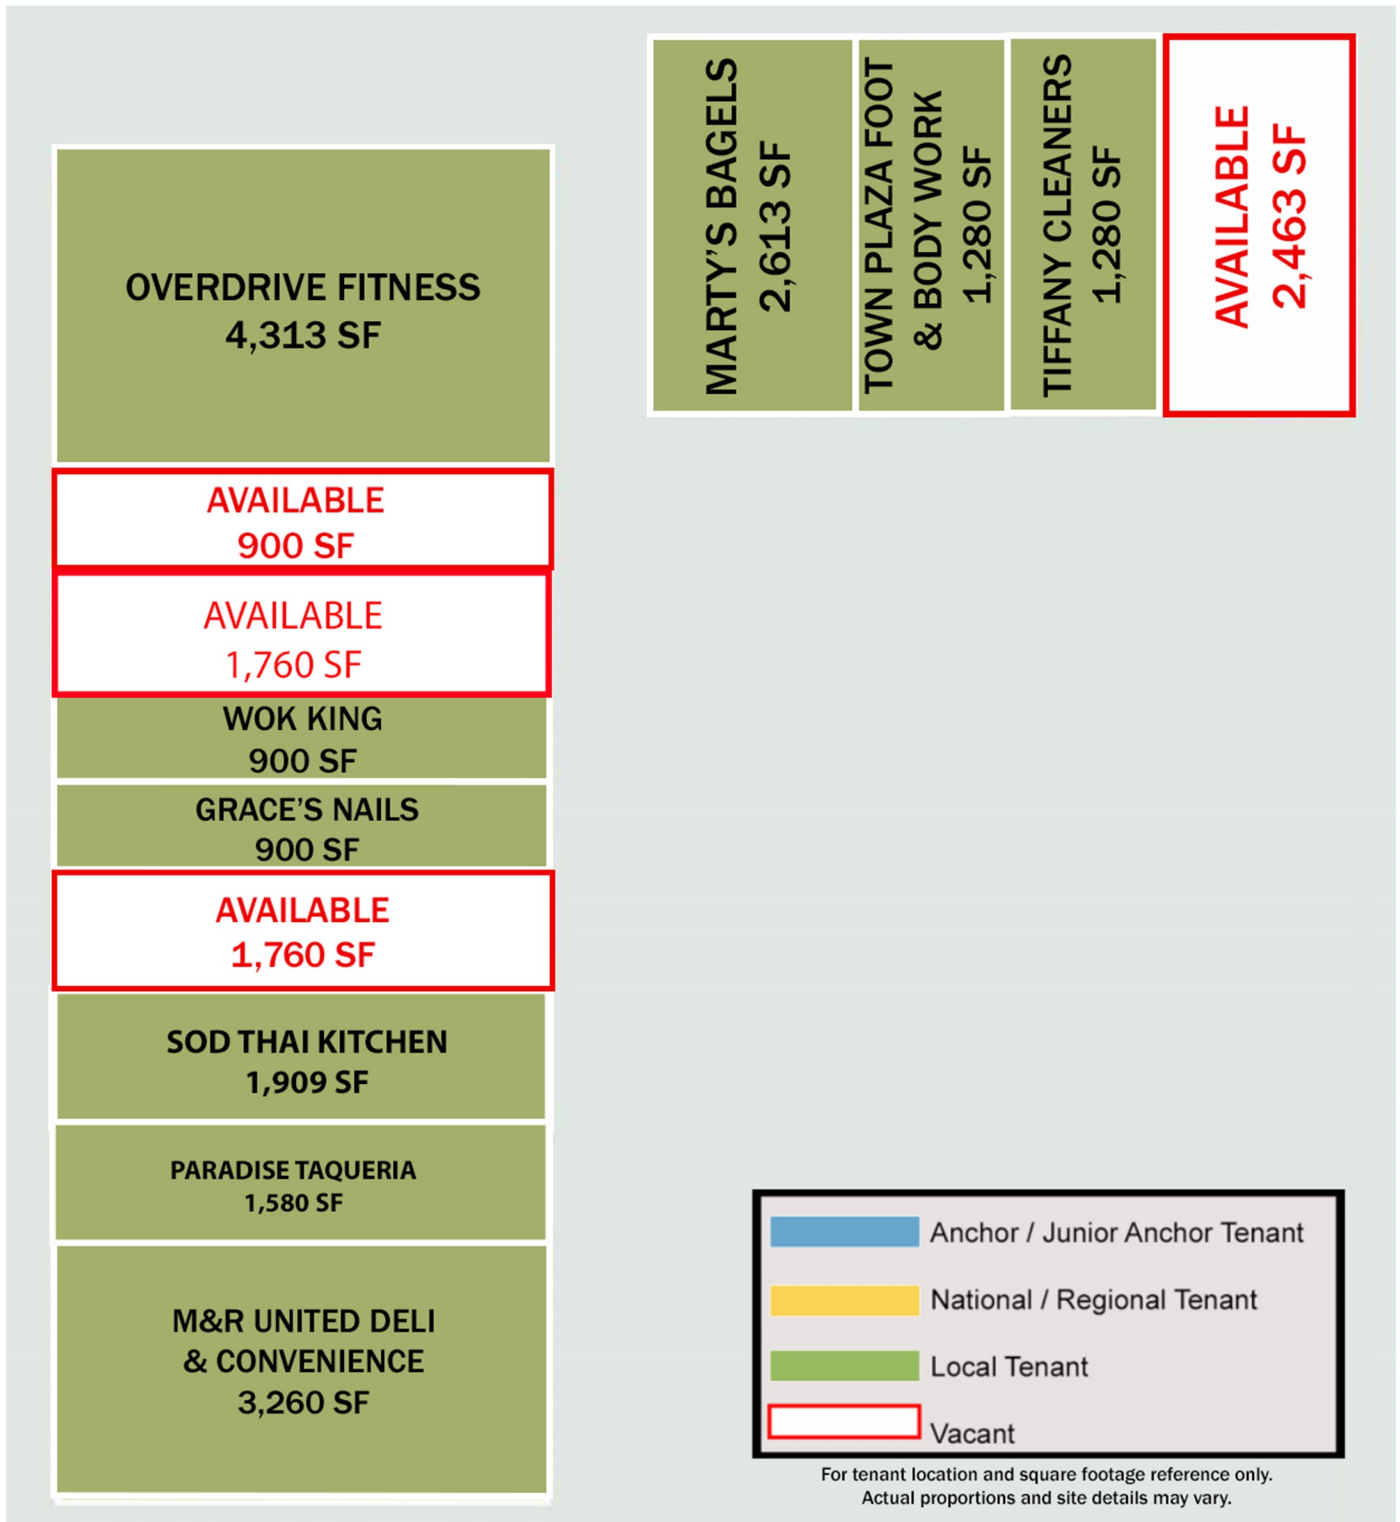 OVERDRIVE FITNESS
4,313 SF
AVAILABLE
900 SF
AVAILABLE
1,760 SF
WOK KING
900 SF
GRACE’S NAILS
900 SF
AVAILABLE
1,760 SF
SOD THAI KITCHEN
1,909 SF
PARADISE TAQUERIA
1,580 SF
M&R UNITED DELI
& CONVENIENCE
3,260 SF
MARTY’S BAGELS
2,613 SF
TOWN PLAZA FOOT
& BODY WORK
1,280 SF
TIFFANY CLEANERS
1,280 SF
AVAILABLE
2,463 SF
Anchor / Junior Anchor Tenant
National / Regional Tenant
Local Tenant
Vacant
For tenant location and square footage reference only.
Actual proportions and site details may vary.